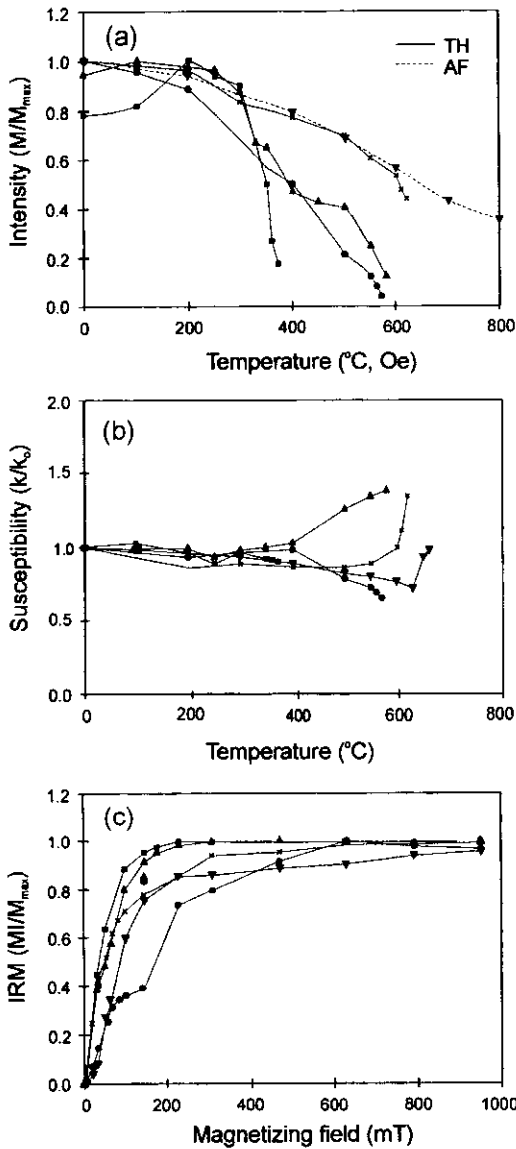 (a)
TH
AF
Intensity (M/Mmax)
1.2
1.0
0.8
0.6
0.4
0.2
0.0
0 200 400 600 800
Temperature (°C, Oe)
(b)
Susceptibility (k/ko)
2.0
1.5
1.0
0.5
0.0
0 200 400 600 800
Temperature (°C)
(c)
IRM (MI/Mmax)
1.2
1.0
0.8
0.6
0.4
0.2
0.0
0 200 400 600 800 1000
Magnetizing field (mT)